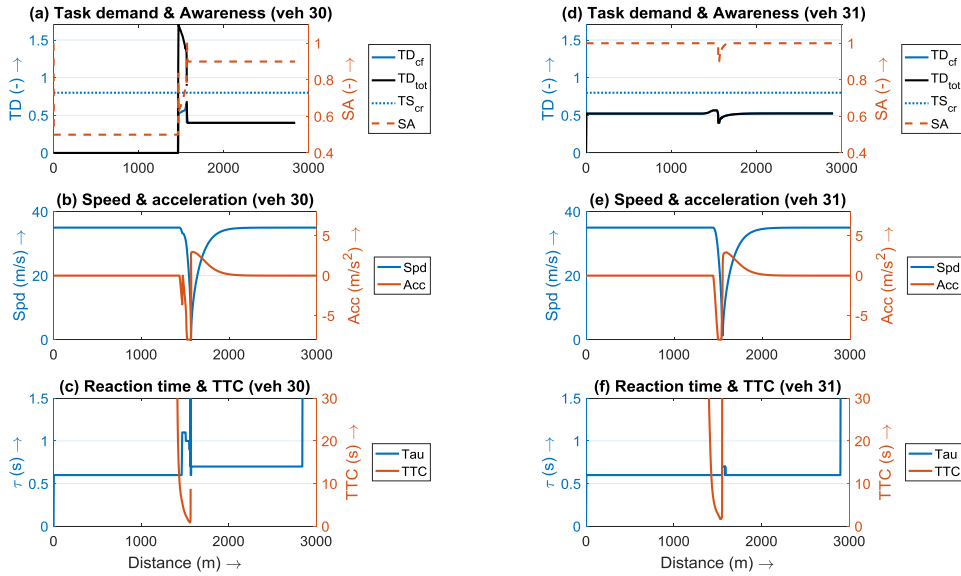 (a) Task demand & Awareness (veh 30)
TD (-) →
1.5
1
0.5
0
1
0.8
0.6
0.4
SA (-) →
0
1000
2000
3000
TD_cf
TD_tot
TS_cr
SA
(d) Task demand & Awareness (veh 31)
TD (-) →
1.5
1
0.5
0
1
0.8
0.6
0.4
SA (-) →
0
1000
2000
3000
TD_cf
TD_tot
TS_cr
SA
(b) Speed & acceleration (veh 30)
Spd (m/s) →
40
20
0
5
0
-5
Acc (m/s²) →
0
1000
2000
3000
Spd
Acc
(e) Speed & acceleration (veh 31)
Spd (m/s) →
40
20
0
5
0
-5
Acc (m/s²) →
0
1000
2000
3000
Spd
Acc
(c) Reaction time & TTC (veh 30)
τ (s) →
1.5
1
0.5
0
30
20
10
0
TTC (s) →
0
1000
2000
3000
Distance (m) →
Tau
TTC
(f) Reaction time & TTC (veh 31)
τ (s) →
1.5
1
0.5
0
30
20
10
0
TTC (s) →
0
1000
2000
3000
Distance (m) →
Tau
TTC